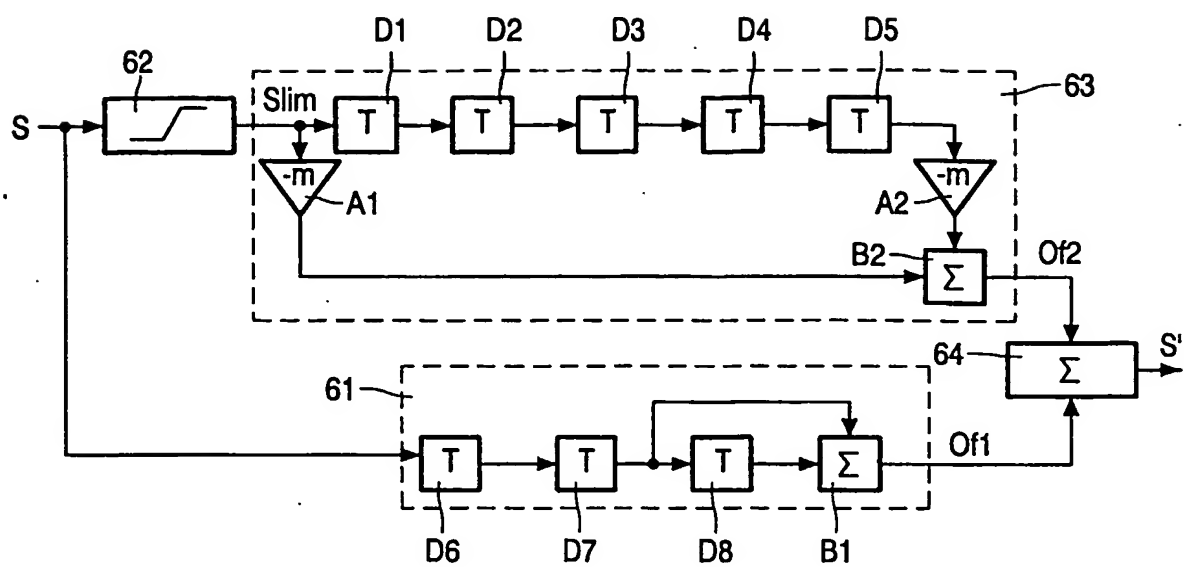 D1 D2 D3 D4 D5
62
63
S
Slim
T T T T T
-m
-m
A1
A2
B2
Σ
Of2
64
Σ
S'
61
T T T Σ
Of1
D6 D7 D8 B1